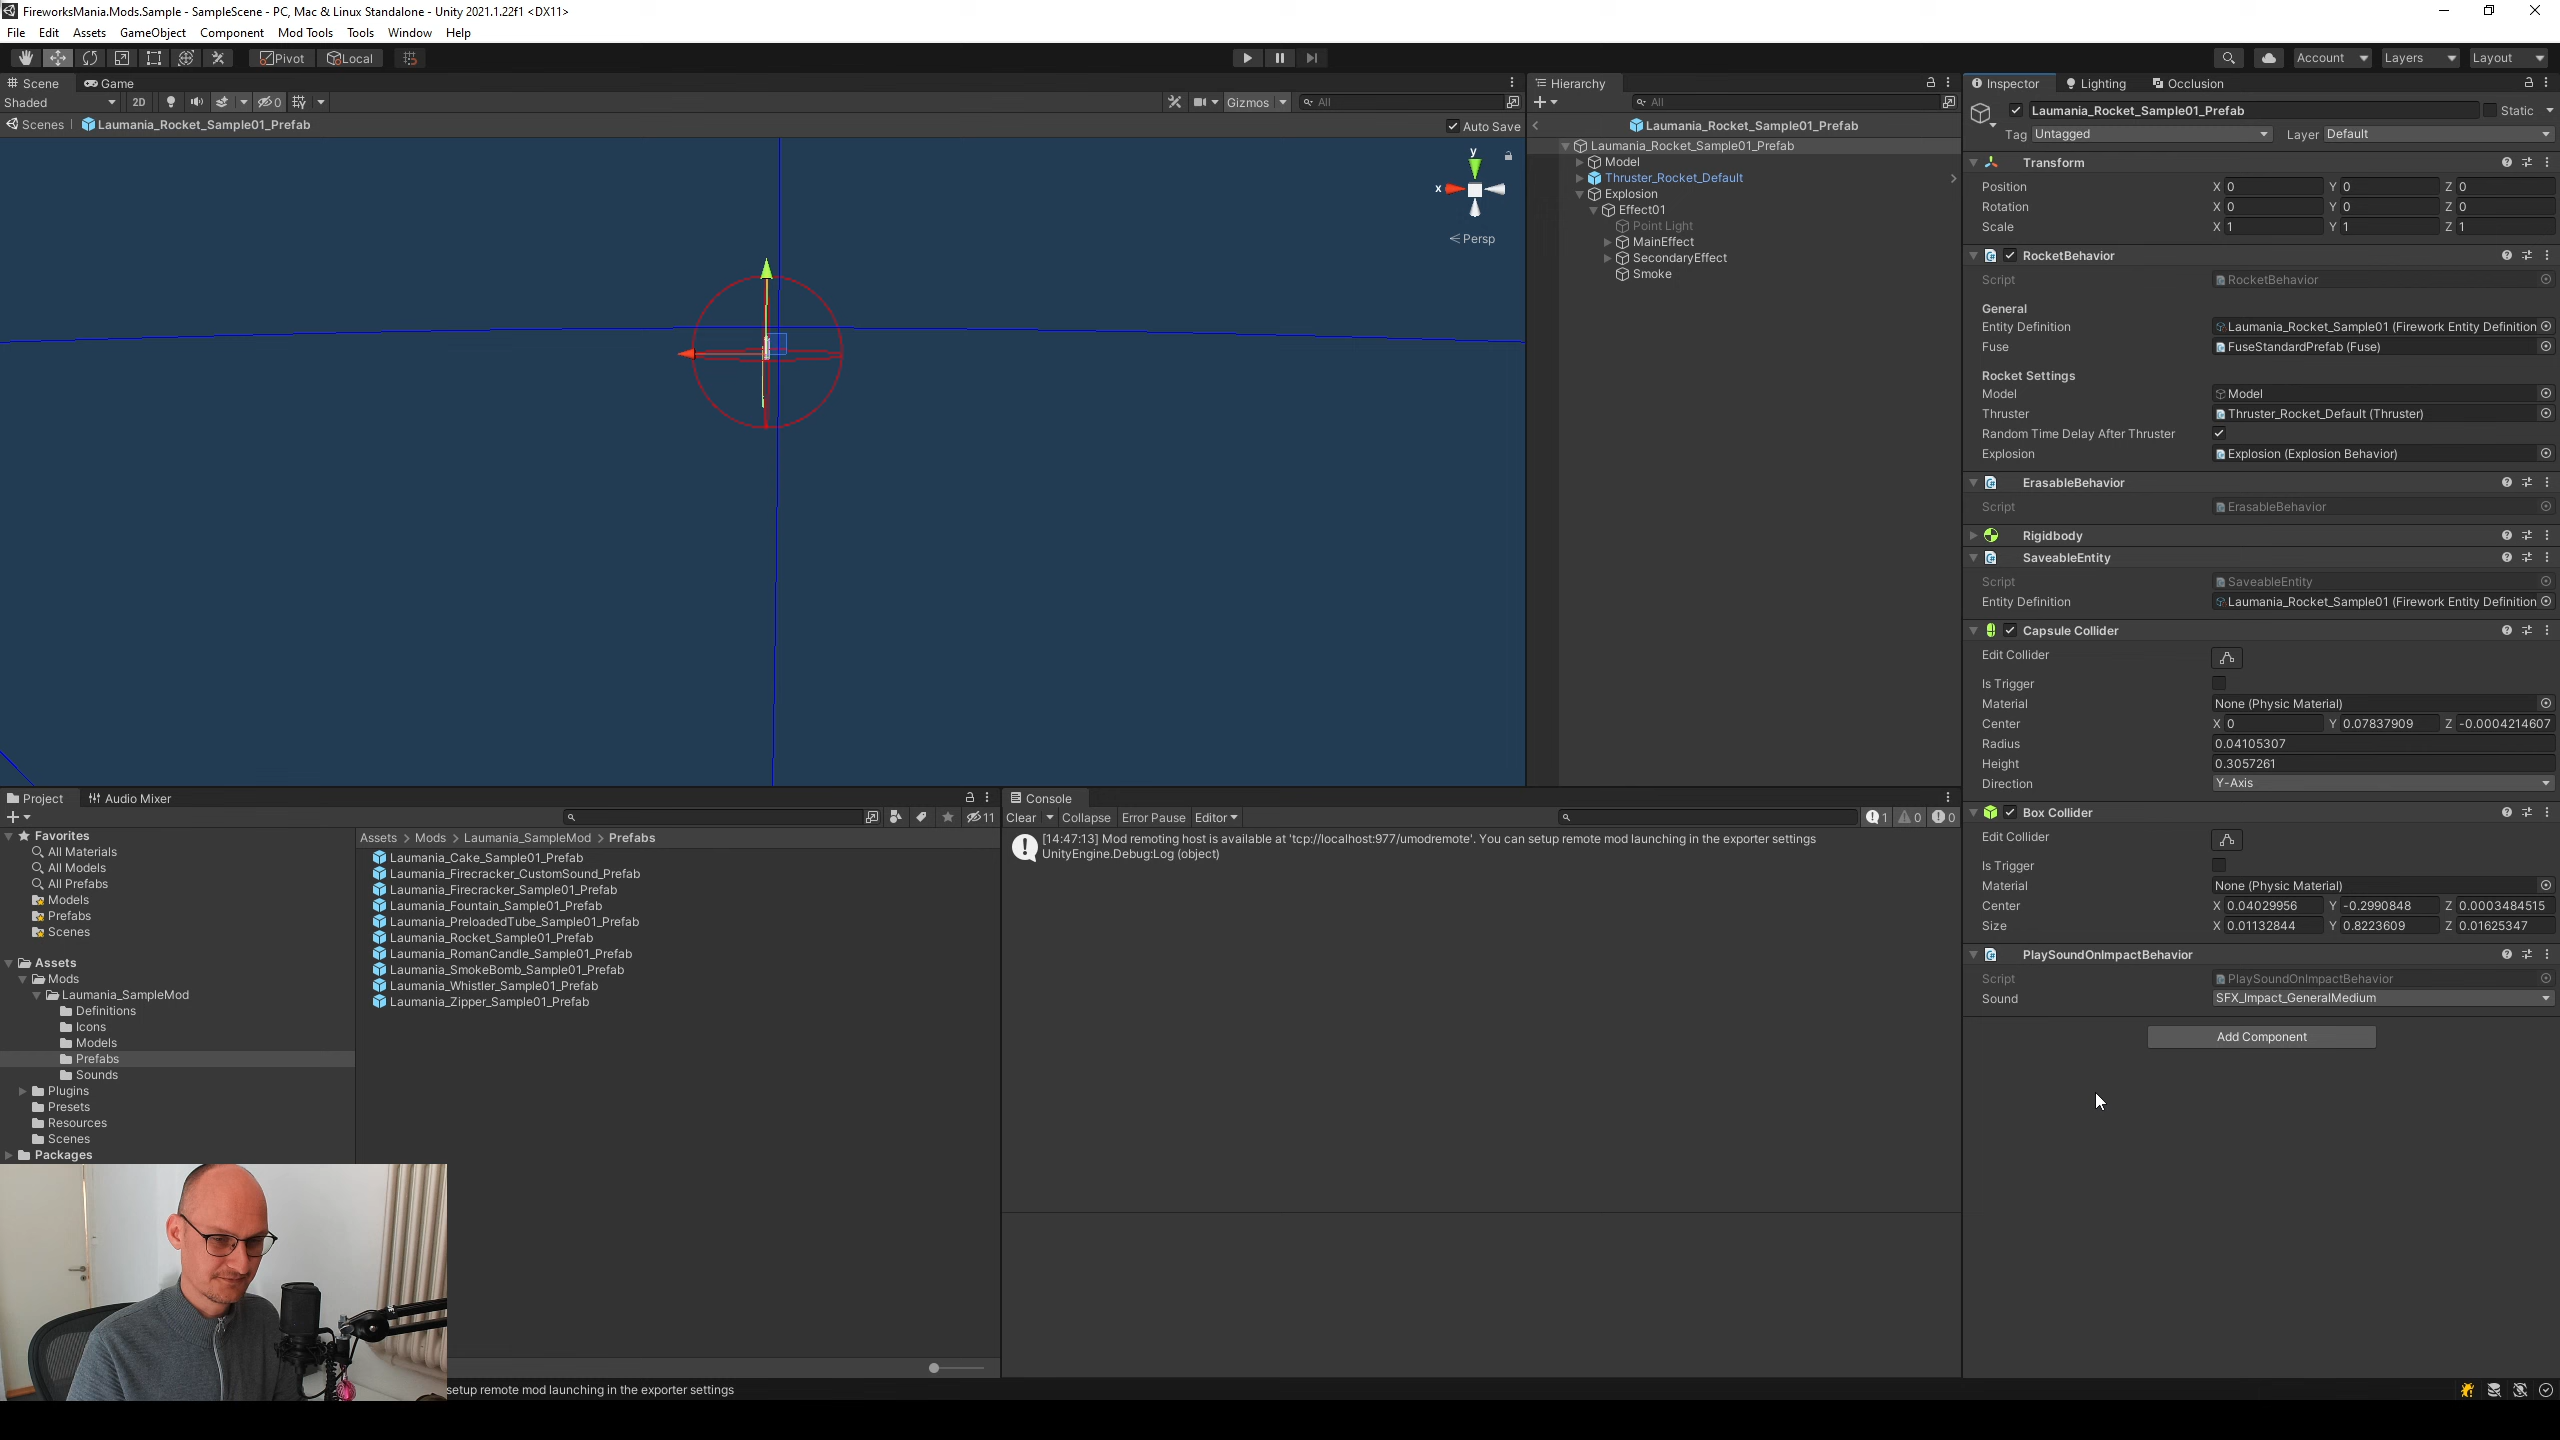 FireworksMania.Mods.Sample - SampleScene - PC, Mac & Linux Standalone - Unity 2021.1.22f1 <DX11>
File Edit Assets GameObject Component Mod Tools Tools Window Help
Pivot Local Account Layers Layout
Scene Game
Shaded 2D 0 Gizmos All
Scenes Laumania_Rocket_Sample01_Prefab Auto Save
y
x
Persp
Hierarchy
All
Laumania_Rocket_Sample01_Prefab
Laumania_Rocket_Sample01_Prefab
Model
Thruster_Rocket_Default
Explosion
Effect01
Point Light
MainEffect
SecondaryEffect
Smoke
Inspector Lighting Occlusion
Laumania_Rocket_Sample01_Prefab Static
Tag Untagged Layer Default
Transform
Position X 0 Y 0 Z 0
Rotation X 0 Y 0 Z 0
Scale X 1 Y 1 Z 1
RocketBehavior
Script RocketBehavior
General
Entity Definition Laumania_Rocket_Sample01 (Firework Entity Definition
Fuse FuseStandardPrefab (Fuse)
Rocket Settings
Model Model
Thruster Thruster_Rocket_Default (Thruster)
Random Time Delay After Thruster
Explosion Explosion (Explosion Behavior)
ErasableBehavior
Script ErasableBehavior
Rigidbody
SaveableEntity
Script SaveableEntity
Entity Definition Laumania_Rocket_Sample01 (Firework Entity Definition
Capsule Collider
Edit Collider
Is Trigger
Material None (Physic Material)
Center X 0 Y 0.07837909 Z -0.0004214607
Radius 0.04105307
Height 0.3057261
Direction Y-Axis
Box Collider
Edit Collider
Is Trigger
Material None (Physic Material)
Center X 0.04029956 Y -0.2990848 Z 0.0003484515
Size X 0.01132844 Y 0.8223609 Z 0.01625347
PlaySoundOnImpactBehavior
Script PlaySoundOnImpactBehavior
Sound SFX_Impact_GeneralMedium
Add Component
Project Audio Mixer
11
Favorites
All Materials
All Models
All Prefabs
Models
Prefabs
Scenes
Assets
Mods
Laumania_SampleMod
Definitions
Icons
Models
Prefabs
Sounds
Plugins
Presets
Resources
Scenes
Packages
Assets > Mods > Laumania_SampleMod > Prefabs
Laumania_Cake_Sample01_Prefab
Laumania_Firecracker_CustomSound_Prefab
Laumania_Firecracker_Sample01_Prefab
Laumania_Fountain_Sample01_Prefab
Laumania_PreloadedTube_Sample01_Prefab
Laumania_Rocket_Sample01_Prefab
Laumania_RomanCandle_Sample01_Prefab
Laumania_SmokeBomb_Sample01_Prefab
Laumania_Whistler_Sample01_Prefab
Laumania_Zipper_Sample01_Prefab
Console
Clear Collapse Error Pause Editor 1 0 0
[14:47:13] Mod remoting host is available at 'tcp://localhost:977/umodremote'. You can setup remote mod launching in the exporter settings
UnityEngine.Debug:Log (object)
setup remote mod launching in the exporter settings